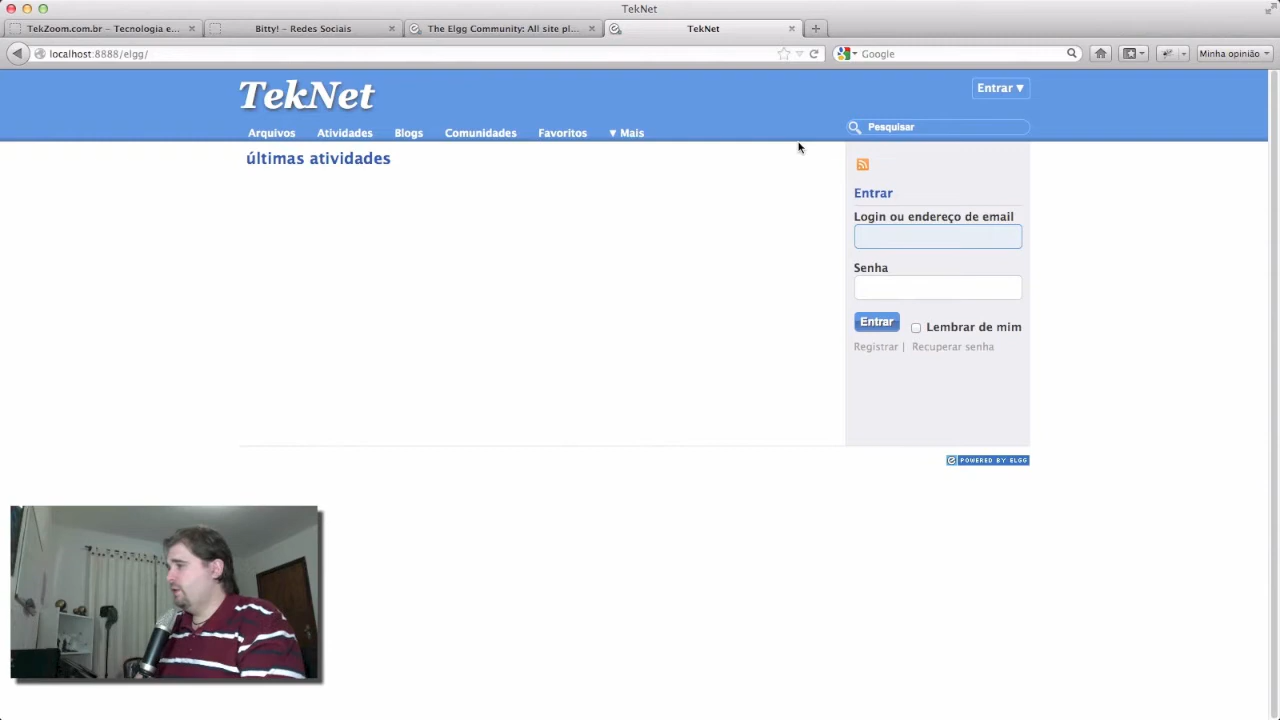 TekNet
TekZoom.com.br – Tecnologia e...
Bitty! – Redes Sociais
The Elgg Community: All site pl...
TekNet
localhost:8888/elgg/
Google
Minha opinião
TekNet
Entrar ▼
Arquivos
Atividades
Blogs
Comunidades
Favoritos
▼ Mais
Pesquisar
últimas atividades
Entrar
Login ou endereço de email
Senha
Entrar
Lembrar de mim
Registrar |
Recuperar senha
POWERED BY ELGG